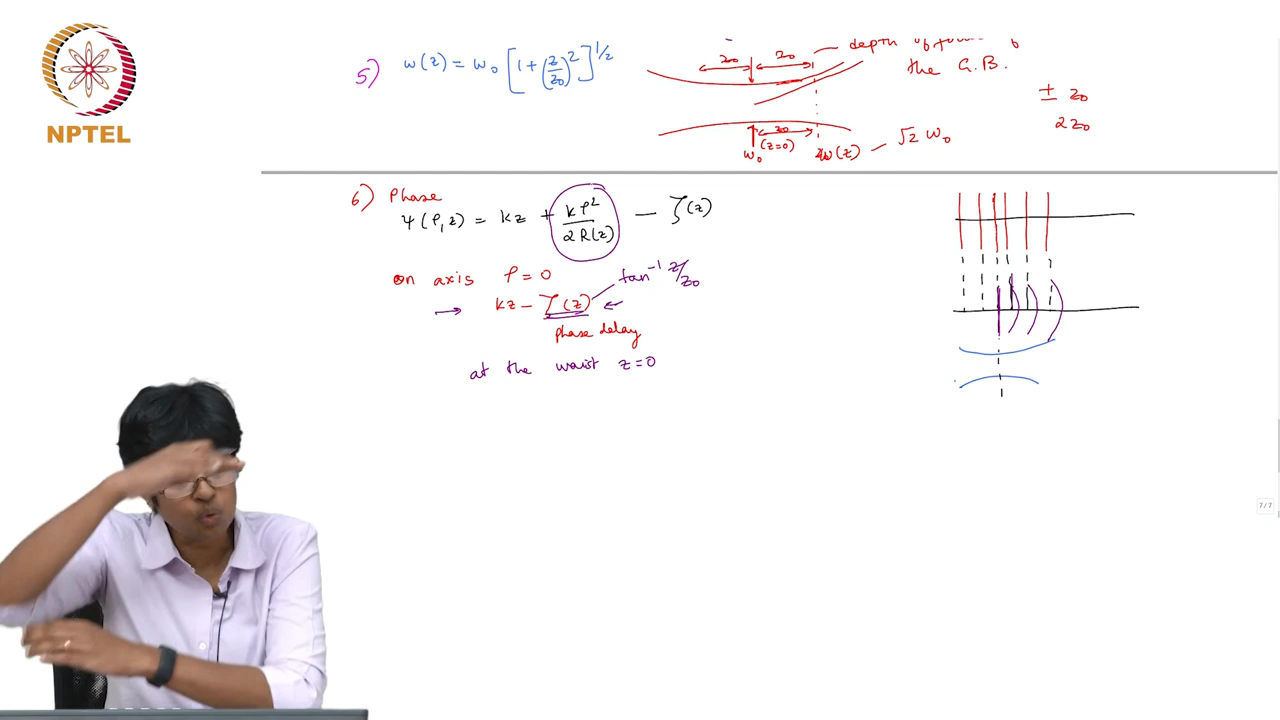 NPTEL
5) w(z) = w₀ [1+(z/z₀)²]^1/2
z₀ z₀ depth of focus of
the G.B.
± z₀
2z₀
z₀
(z=0)
w₀ w(z) — √2 w₀
6) Phase
ψ(ρ,z) = kz + kρ²/2R(z) — ζ(z)
on axis ρ = 0
→ kz – ζ(z) ← tan⁻¹ z/z₀
phase delay
at the waist z=0
7/7